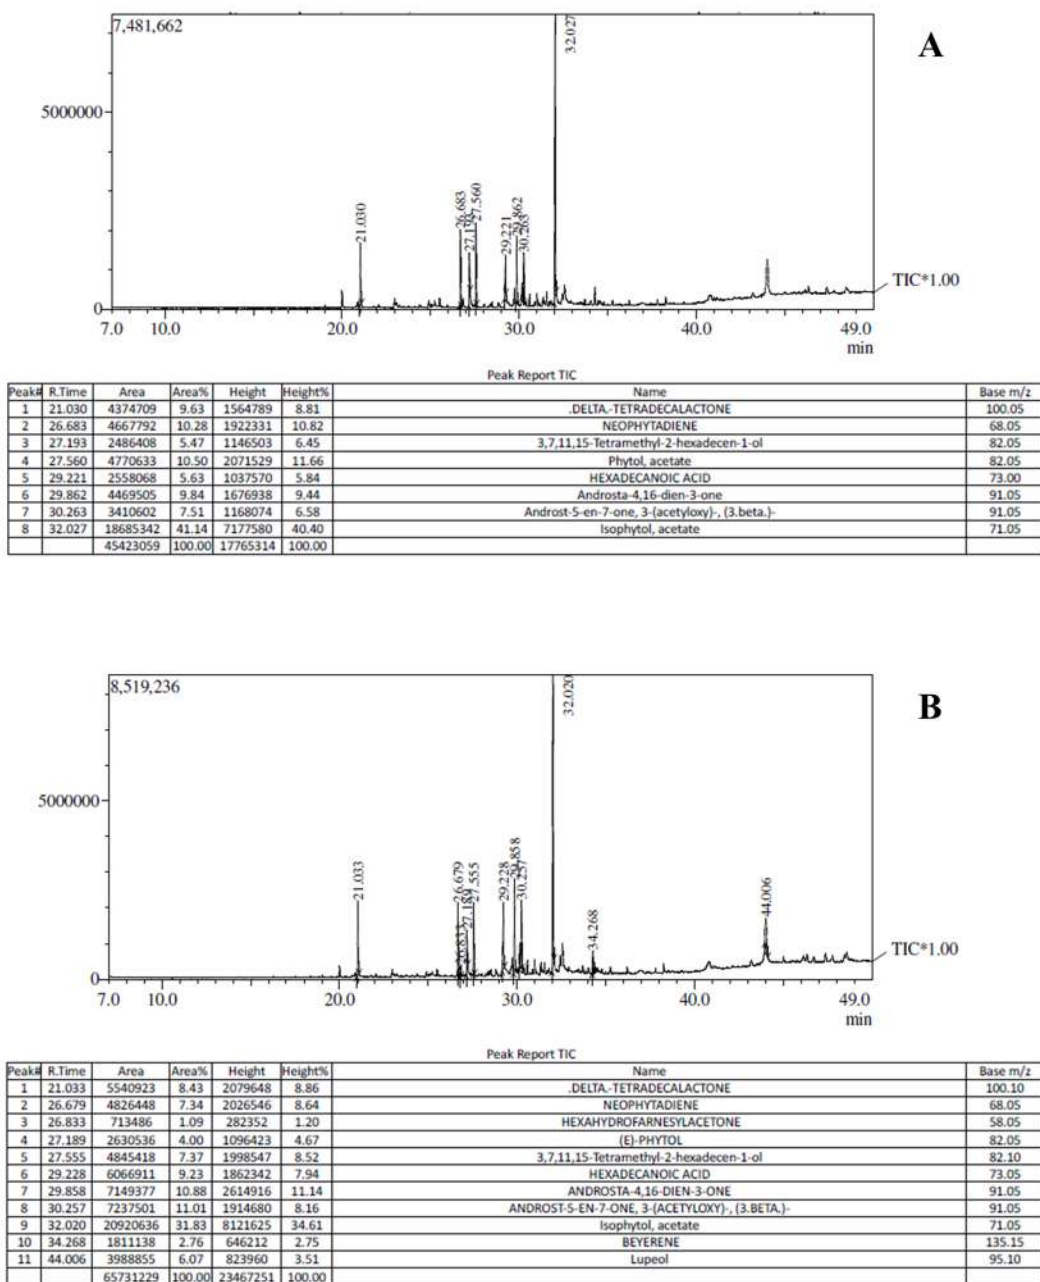 7,481,662
A
32.027
5000000
21.030
26.683
27.193
27.560
29.221
29.862
30.263
TIC*1.00
0
7.0 10.0 20.0 30.0 40.0 49.0
min
Peak Report TIC
Peak# R.Time Area Area% Height Height% Name Base m/z
1 21.030 4374709 9.63 1564789 8.81 .DELTA.-TETRADECALACTONE 100.05
2 26.683 4667792 10.28 1922331 10.82 NEOPHYTADIENE 68.05
3 27.193 2486408 5.47 1146503 6.45 3,7,11,15-Tetramethyl-2-hexadecen-1-ol 82.05
4 27.560 4770633 10.50 2071529 11.66 Phytol, acetate 82.05
5 29.221 2558068 5.63 1037570 5.84 HEXADECANOIC ACID 73.00
6 29.862 4469505 9.84 1676938 9.44 Androsta-4,16-dien-3-one 91.05
7 30.263 3410602 7.51 1168074 6.58 Androst-5-en-7-one, 3-(acetyloxy)-, (3.beta.)- 91.05
8 32.027 18685342 41.14 7177580 40.40 Isophytol, acetate 71.05
45423059 100.00 17765314 100.00
8,519,236
B
32.020
5000000
21.033
26.679
26.833
27.189
27.555
29.228
29.858
30.257
34.268
44.006
TIC*1.00
0
7.0 10.0 20.0 30.0 40.0 49.0
min
Peak Report TIC
Peak# R.Time Area Area% Height Height% Name Base m/z
1 21.033 5540923 8.43 2079648 8.86 .DELTA.-TETRADECALACTONE 100.10
2 26.679 4826448 7.34 2026546 8.64 NEOPHYTADIENE 68.05
3 26.833 713486 1.09 282352 1.20 HEXAHYDROFARNESYLACETONE 58.05
4 27.189 2630536 4.00 1096423 4.67 (E)-PHYTOL 82.05
5 27.555 4845418 7.37 1998547 8.52 3,7,11,15-Tetramethyl-2-hexadecen-1-ol 82.10
6 29.228 6066911 9.23 1862342 7.94 HEXADECANOIC ACID 73.05
7 29.858 7149377 10.88 2614916 11.14 ANDROSTA-4,16-DIEN-3-ONE 91.05
8 30.257 7237501 11.01 1914680 8.16 ANDROST-5-EN-7-ONE, 3-(ACETYLOXY)-, (3.BETA.)- 91.05
9 32.020 20920636 31.83 8121625 34.61 Isophytol, acetate 71.05
10 34.268 1811138 2.76 646212 2.75 BEYERENE 135.15
11 44.006 3988855 6.07 823960 3.51 Lupeol 95.10
65731229 100.00 23467251 100.00